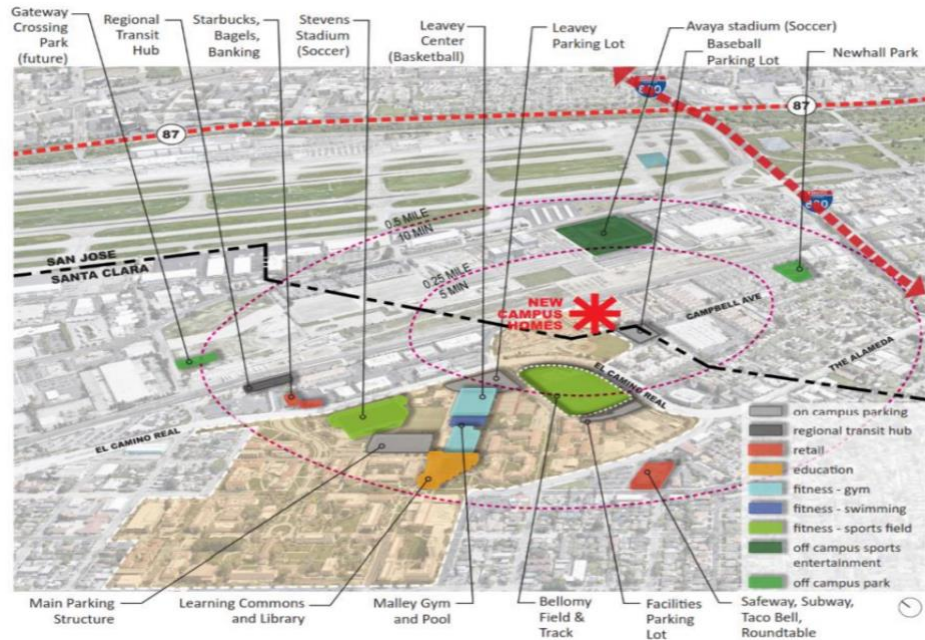 Gateway
Crossing
Park
(future)
Regional
Transit
Hub
Starbucks,
Bagels,
Banking
Stevens
Stadium
(Soccer)
Leavey
Center
(Basketball)
Leavey
Parking Lot
Avaya stadium (Soccer)
Baseball
Parking Lot
Newhall Park
87
87
0.5 MILE
10 MIN
SAN JOSE
SANTA CLARA
0.25 MILE
5 MIN
NEW
CAMPUS
HOMES
CAMPBELL AVE
THE ALAMEDA
EL CAMINO REAL
EL CAMINO REAL
on campus parking
regional transit hub
retail
education
fitness - gym
fitness - swimming
fitness - sports field
off campus sports
entertainment
off campus park
Main Parking
Structure
Learning Commons
and Library
Malley Gym
and Pool
Bellomy
Field &
Track
Facilities
Parking
Lot
Safeway, Subway,
Taco Bell,
Roundtable